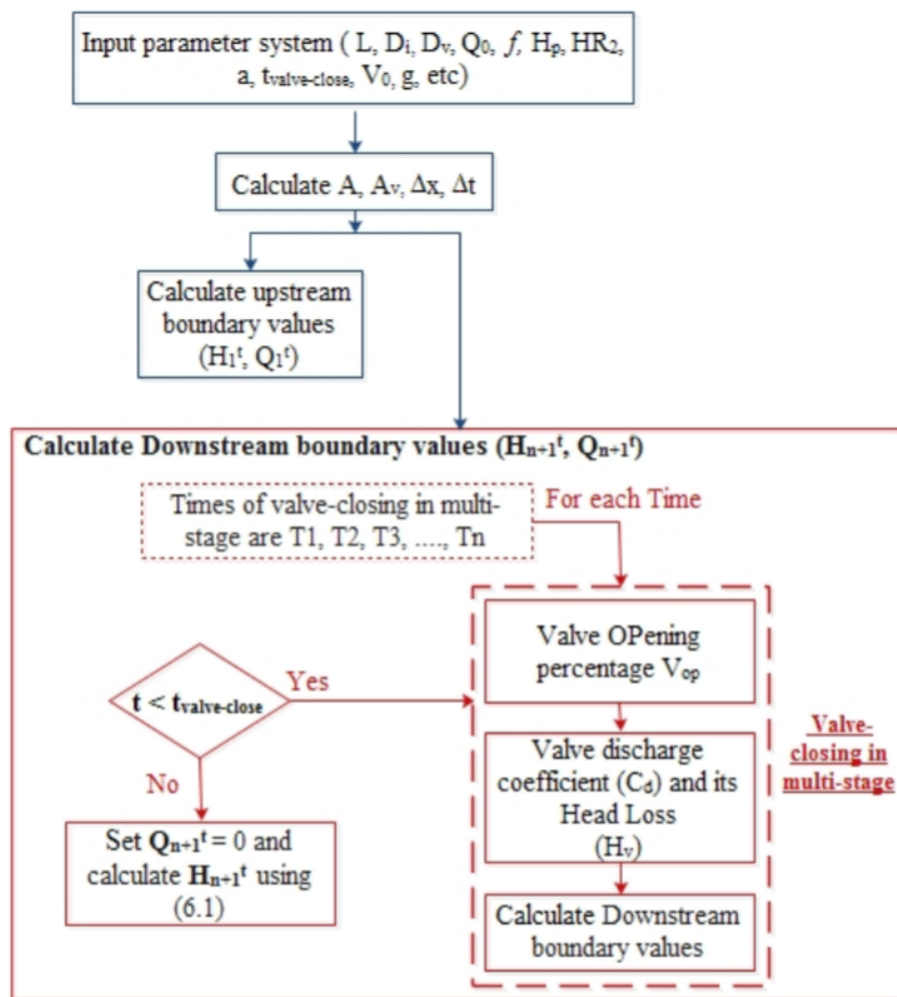 Input parameter system ( L, Dᵢ, Dᵥ, Q₀, f, Hₚ, HR₂,
a, tvalve-close, V₀, g, etc)
Calculate A, Aᵥ, Δx, Δt
Calculate upstream
boundary values
(H₁ᵗ, Q₁ᵗ)
Calculate Downstream boundary values (Hₙ₊₁ᵗ, Qₙ₊₁ᵗ)
Times of valve-closing in multi-
stage are T1, T2, T3, ...., Tn
For each Time
Valve OPening
percentage Vop
t < tvalve-close
Yes
Valve-
closing in
multi-stage
Valve discharge
coefficient (Cd) and its
Head Loss
(Hᵥ)
No
Set Qₙ₊₁ᵗ = 0 and
calculate Hₙ₊₁ᵗ using
(6.1)
Calculate Downstream
boundary values